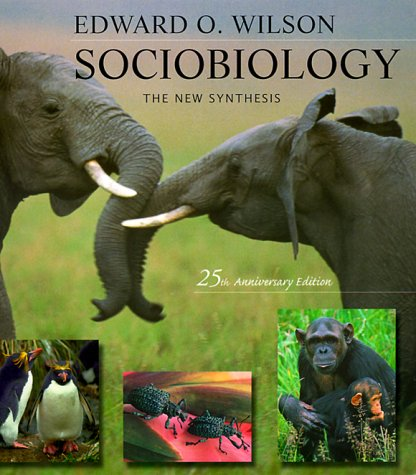 EDWARD O. WILSON
SOCIOBIOLOGY
THE NEW SYNTHESIS
25th Anniversary Edition